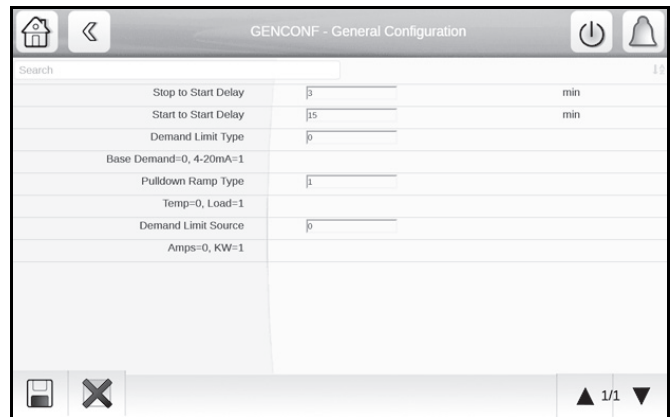 GENCONF - General Configuration
Search
Stop to Start Delay 3 min
Start to Start Delay 15 min
Demand Limit Type 0
Base Demand=0, 4-20mA=1
Pulldown Ramp Type 1
Temp=0, Load=1
Demand Limit Source 0
Amps=0, KW=1
1/1